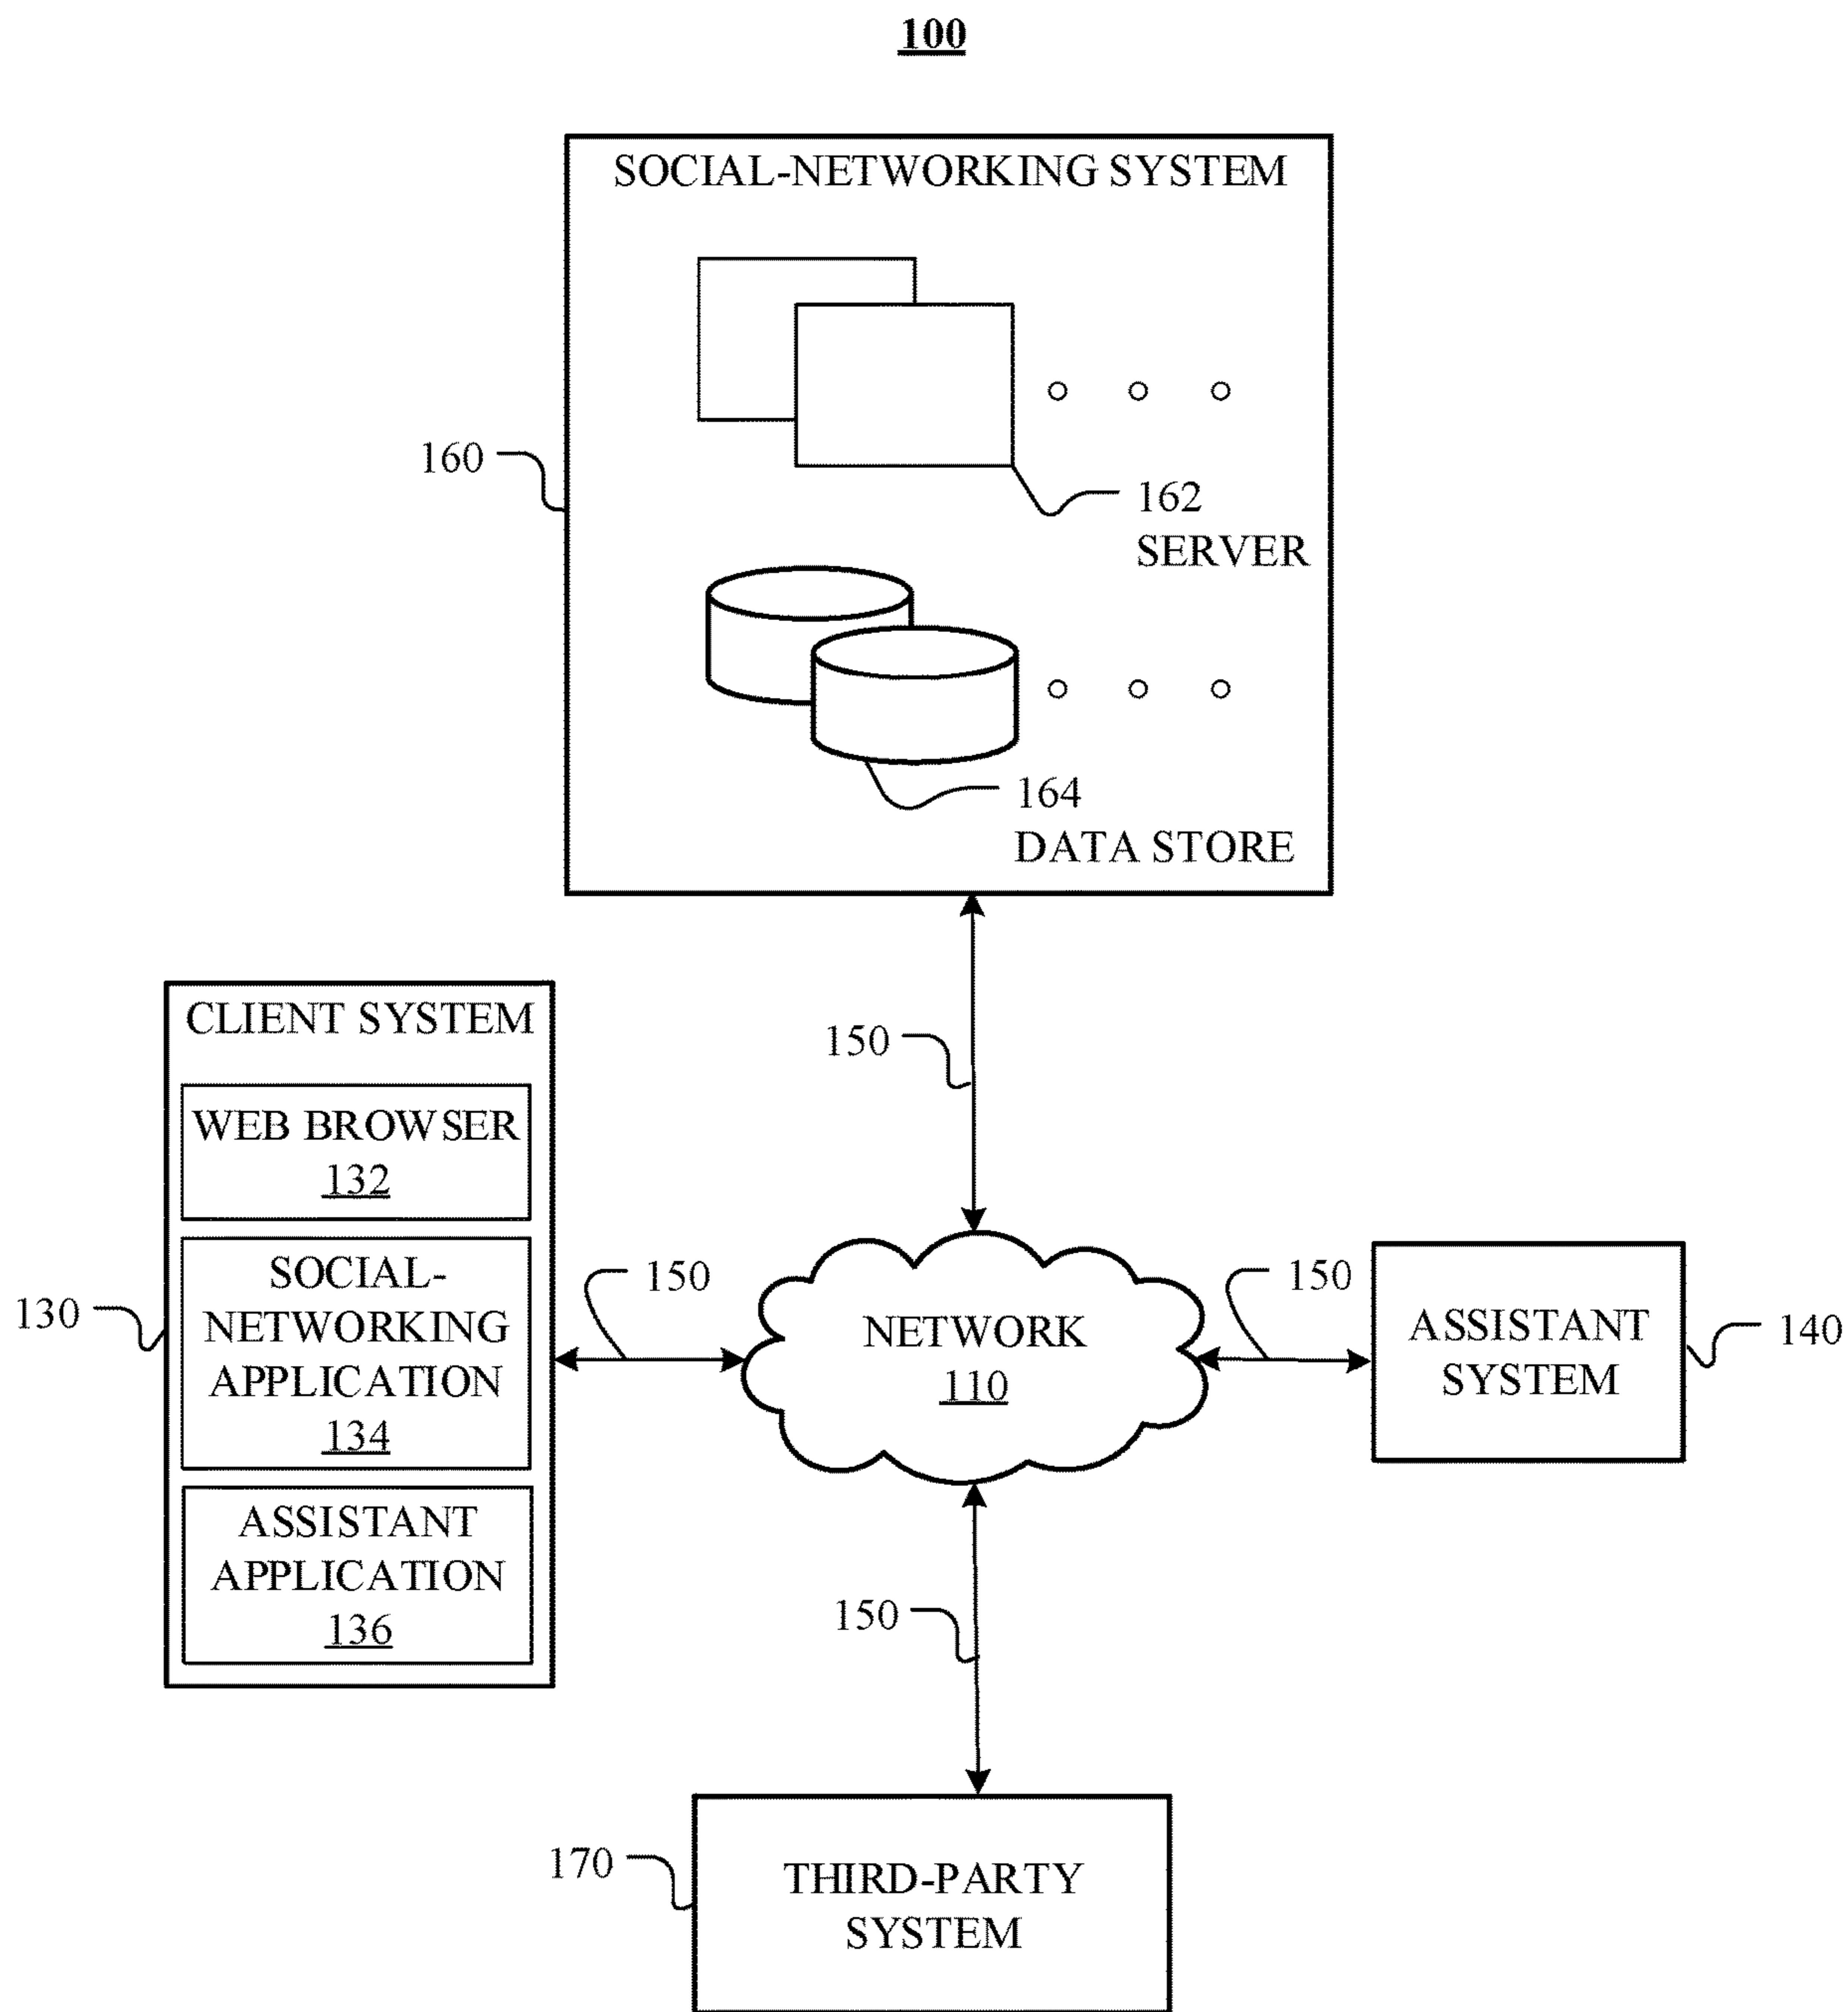 100
SOCIAL-NETWORKING SYSTEM
160
162
SERVER
164
DATA STORE
CLIENT SYSTEM
150
WEB BROWSER
132
SOCIAL-
NETWORKING
APPLICATION
134
130
150
NETWORK
110
150
ASSISTANT
SYSTEM
140
ASSISTANT
APPLICATION
136
150
170
THIRD-PARTY
SYSTEM